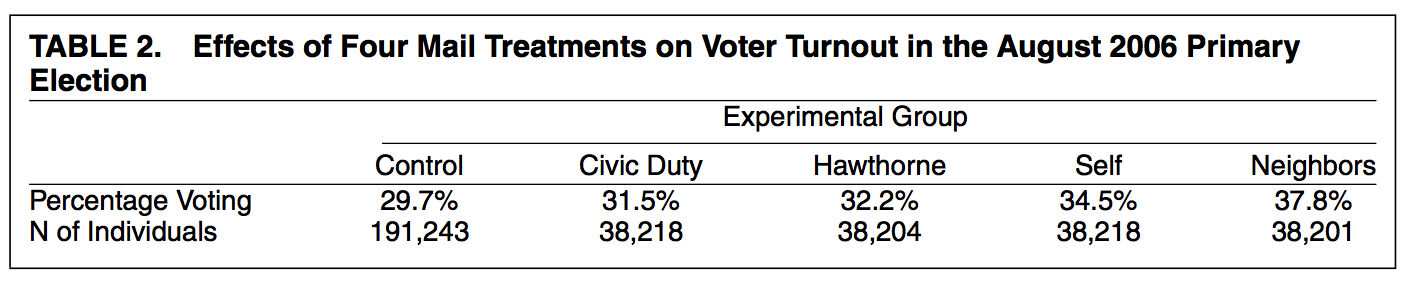 TABLE 2. Effects of Four Mail Treatments on Voter Turnout in the August 2006 Primary
Election
Experimental Group
Control Civic Duty Hawthorne Self Neighbors
Percentage Voting 29.7% 31.5% 32.2% 34.5% 37.8%
N of Individuals 191,243 38,218 38,204 38,218 38,201